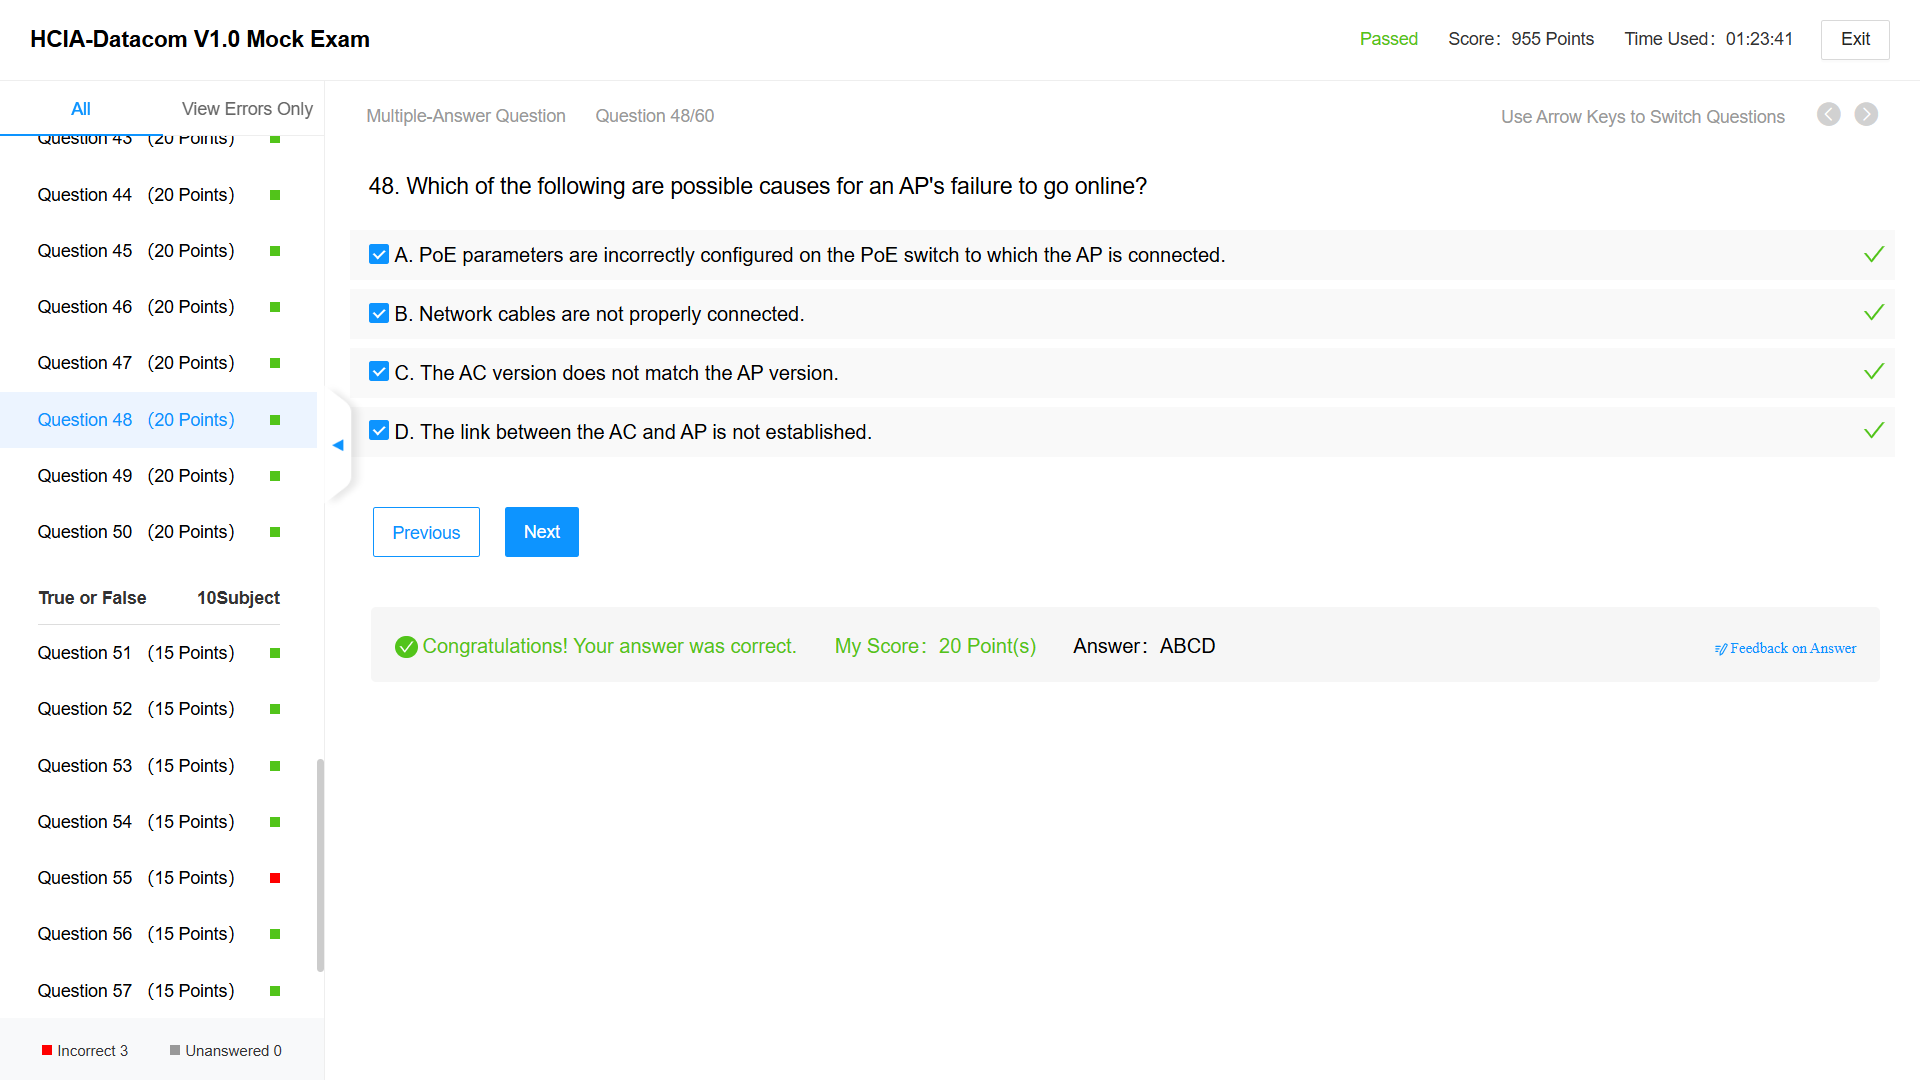 HCIA-Datacom V1.0 Mock Exam
Passed Score: 955 Points Time Used: 01:23:41 Exit
All View Errors Only
Multiple-Answer Question Question 48/60 Use Arrow Keys to Switch Questions
Question 43 (20 Points)
Question 44 (20 Points)
Question 45 (20 Points)
Question 46 (20 Points)
Question 47 (20 Points)
Question 48 (20 Points)
Question 49 (20 Points)
Question 50 (20 Points)
True or False 10Subject
Question 51 (15 Points)
Question 52 (15 Points)
Question 53 (15 Points)
Question 54 (15 Points)
Question 55 (15 Points)
Question 56 (15 Points)
Question 57 (15 Points)
Incorrect 3 Unanswered 0
48. Which of the following are possible causes for an AP's failure to go online?
A. PoE parameters are incorrectly configured on the PoE switch to which the AP is connected.
B. Network cables are not properly connected.
C. The AC version does not match the AP version.
D. The link between the AC and AP is not established.
Previous Next
Congratulations! Your answer was correct. My Score: 20 Point(s) Answer: ABCD Feedback on Answer